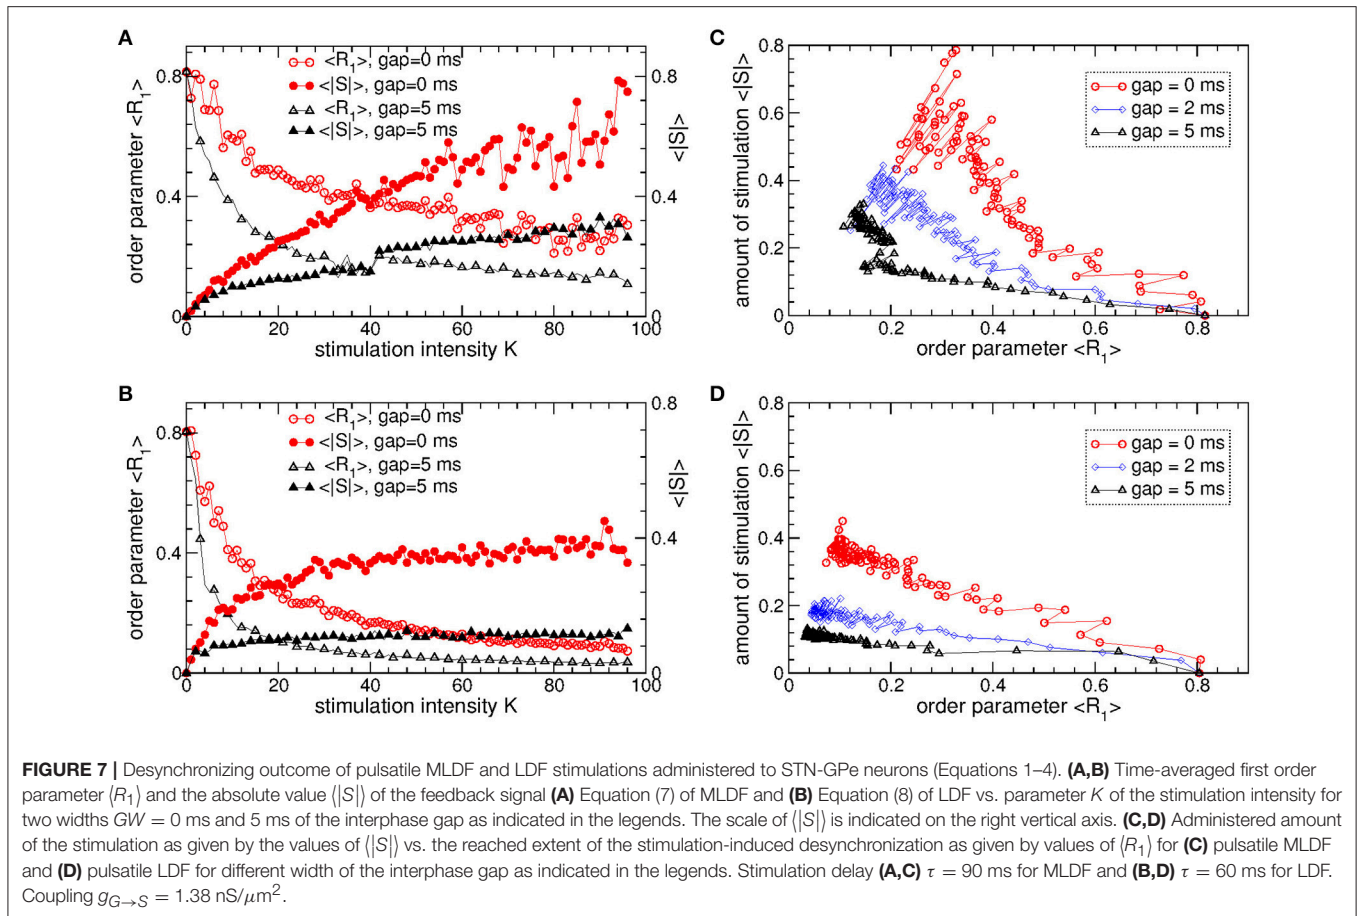 A
<R1>, gap=0 ms
<|S|>, gap=0 ms
<R1>, gap=5 ms
<|S|>, gap=5 ms
order parameter <R1>
0.8
0.4
0
0.8
0.4
0
<|S|>
0 20 40 60 80 100
stimulation intensity K
C
gap = 0 ms
gap = 2 ms
gap = 5 ms
amount of stimulation <|S|>
0.8
0.6
0.4
0.2
0
0 0.2 0.4 0.6 0.8
order parameter <R1>
B
<R1>, gap=0 ms
<|S|>, gap=0 ms
<R1>, gap=5 ms
<|S|>, gap=5 ms
order parameter <R1>
0.8
0.4
0
0.8
0.4
0
<|S|>
0 20 40 60 80 100
stimulation intensity K
D
gap = 0 ms
gap = 2 ms
gap = 5 ms
amount of stimulation <|S|>
0.8
0.6
0.4
0.2
0
0 0.2 0.4 0.6 0.8
order parameter <R1>
FIGURE 7 | Desynchronizing outcome of pulsatile MLDF and LDF stimulations administered to STN-GPe neurons (Equations 1–4). (A,B) Time-averaged first order
parameter ⟨R1⟩ and the absolute value ⟨|S|⟩ of the feedback signal (A) Equation (7) of MLDF and (B) Equation (8) of LDF vs. parameter K of the stimulation intensity for
two widths GW = 0 ms and 5 ms of the interphase gap as indicated in the legends. The scale of ⟨|S|⟩ is indicated on the right vertical axis. (C,D) Administered amount
of the stimulation as given by the values of ⟨|S|⟩ vs. the reached extent of the stimulation-induced desynchronization as given by values of ⟨R1⟩ for (C) pulsatile MLDF
and (D) pulsatile LDF for different width of the interphase gap as indicated in the legends. Stimulation delay (A,C) τ = 90 ms for MLDF and (B,D) τ = 60 ms for LDF.
Coupling gG→S = 1.38 nS/μm².